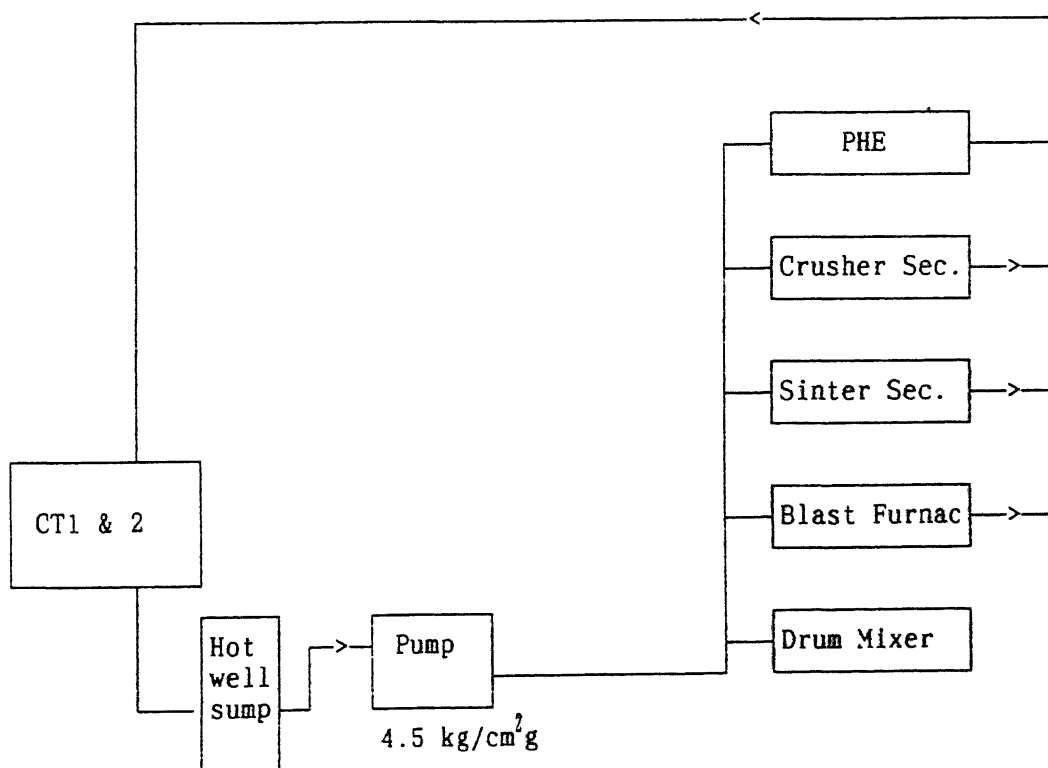 PHE
Crusher Sec.
Sinter Sec.
Blast Furnac
Drum Mixer
CT1 & 2
Hot
well
sump
Pump
4.5 kg/cm²g